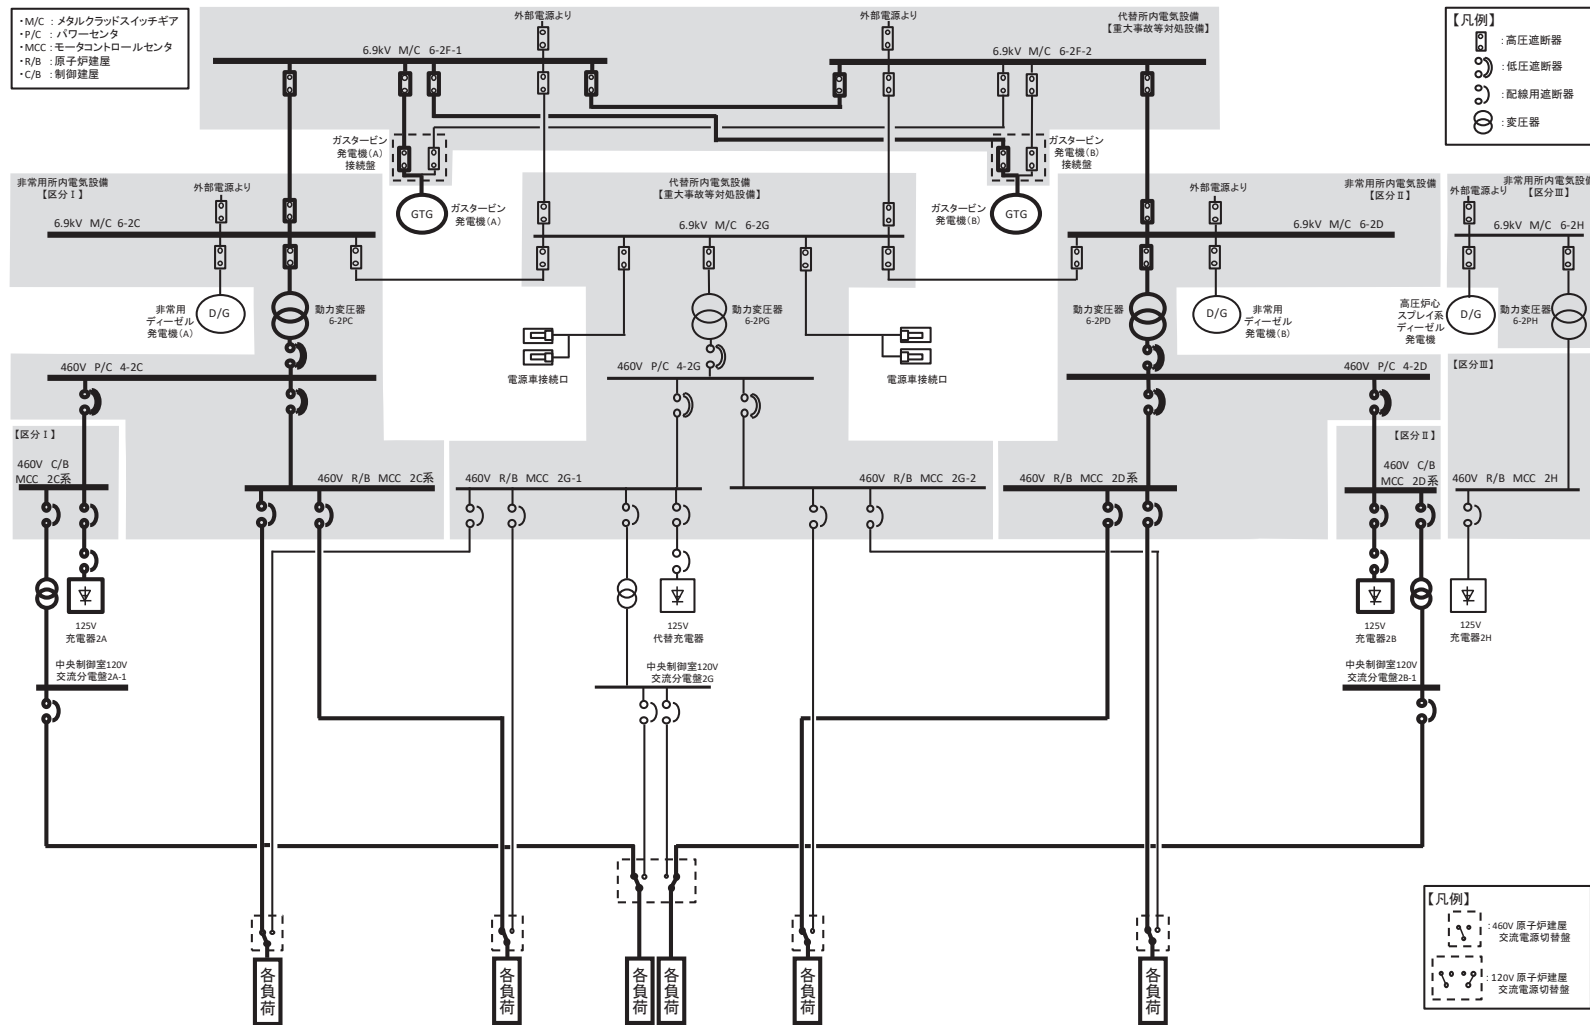 ・M/C ：メタルクラッドスイッチギア
・P/C ：パワーセンタ
・MCC：モータコントロールセンタ
・R/B ：原子炉建屋
・C/B ：制御建屋
外部電源より
外部電源より
代替所内電気設備
【重大事故等対処設備】
6.9kV M/C 6-2F-1
6.9kV M/C 6-2F-2
【凡例】
：高圧遮断器
：低圧遮断器
：配線用遮断器
：変圧器
ガスタービン
発電機(A)
接続盤
ガスタービン
発電機(B)
接続盤
非常用所内電気設備
【区分Ⅰ】
外部電源より
6.9kV M/C 6-2C
GTG
ガスタービン
発電機(A)
代替所内電気設備
【重大事故等対処設備】
6.9kV M/C 6-2G
ガスタービン
発電機(B)
GTG
外部電源より
非常用所内電気設備
【区分Ⅱ】
6.9kV M/C 6-2D
外部電源より
非常用所内電気設備
【区分Ⅲ】
6.9kV M/C 6-2H
非常用
ディーゼル
発電機(A)
D/G
動力変圧器
6-2PC
動力変圧器
6-2PG
動力変圧器
6-2PD
D/G
非常用
ディーゼル
発電機(B)
高圧炉心
スプレイ系
ディーゼル
発電機
D/G
動力変圧器
6-2PH
460V P/C 4-2C
電源車接続口
460V P/C 4-2G
電源車接続口
460V P/C 4-2D
【区分Ⅲ】
【区分Ⅰ】
460V C/B
MCC 2C系
460V R/B MCC 2C系
460V R/B MCC 2G-1
460V R/B MCC 2G-2
460V R/B MCC 2D系
【区分Ⅱ】
460V C/B
MCC 2D系
460V R/B MCC 2H
125V
充電器2A
125V
代替充電器
125V
充電器2B
125V
充電器2H
中央制御室120V
交流分電盤2A-1
中央制御室120V
交流分電盤2G
中央制御室120V
交流分電盤2B-1
【凡例】
：460V 原子炉建屋
交流電源切替盤
：120V 原子炉建屋
交流電源切替盤
各負荷
各負荷
各負荷
各負荷
各負荷
各負荷